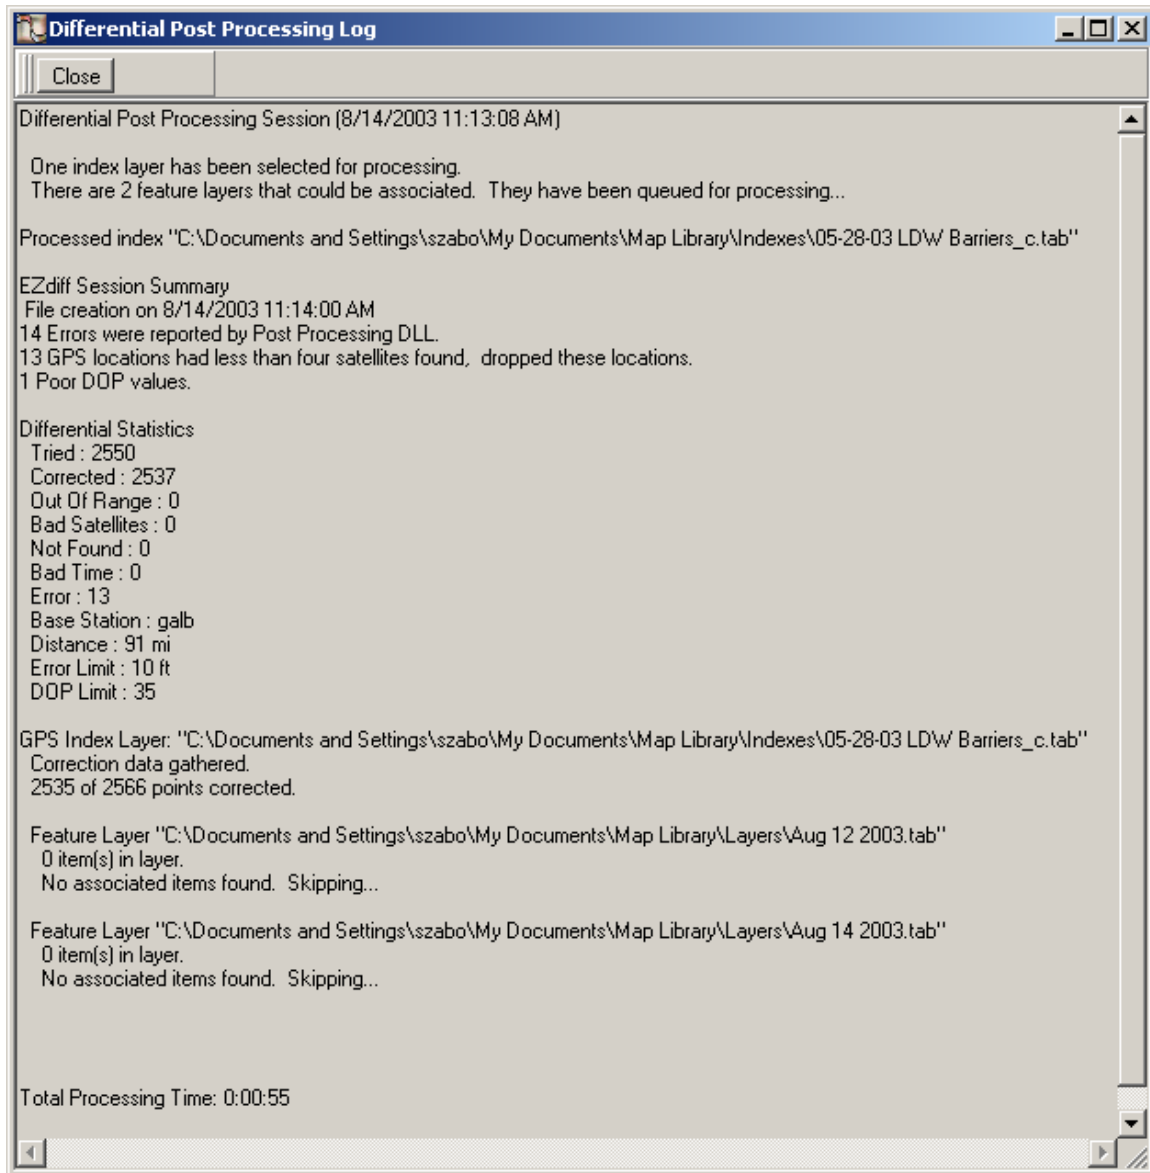 Differential Post Processing Log
Close
Differential Post Processing Session (8/14/2003 11:13:08 AM)
One index layer has been selected for processing.
There are 2 feature layers that could be associated.  They have been queued for processing...
Processed index "C:\Documents and Settings\szabo\My Documents\Map Library\Indexes\05-28-03 LDW Barriers_c.tab"
EZdiff Session Summary
File creation on 8/14/2003 11:14:00 AM
14 Errors were reported by Post Processing DLL.
13 GPS locations had less than four satellites found,  dropped these locations.
1 Poor DOP values.
Differential Statistics
Tried : 2550
Corrected : 2537
Out Of Range : 0
Bad Satellites : 0
Not Found : 0
Bad Time : 0
Error : 13
Base Station : galb
Distance : 91 mi
Error Limit : 10 ft
DOP Limit : 35
GPS Index Layer: "C:\Documents and Settings\szabo\My Documents\Map Library\Indexes\05-28-03 LDW Barriers_c.tab"
Correction data gathered.
2535 of 2566 points corrected.
Feature Layer "C:\Documents and Settings\szabo\My Documents\Map Library\Layers\Aug 12 2003.tab"
0 item(s) in layer.
No associated items found.  Skipping...
Feature Layer "C:\Documents and Settings\szabo\My Documents\Map Library\Layers\Aug 14 2003.tab"
0 item(s) in layer.
No associated items found.  Skipping...
Total Processing Time: 0:00:55